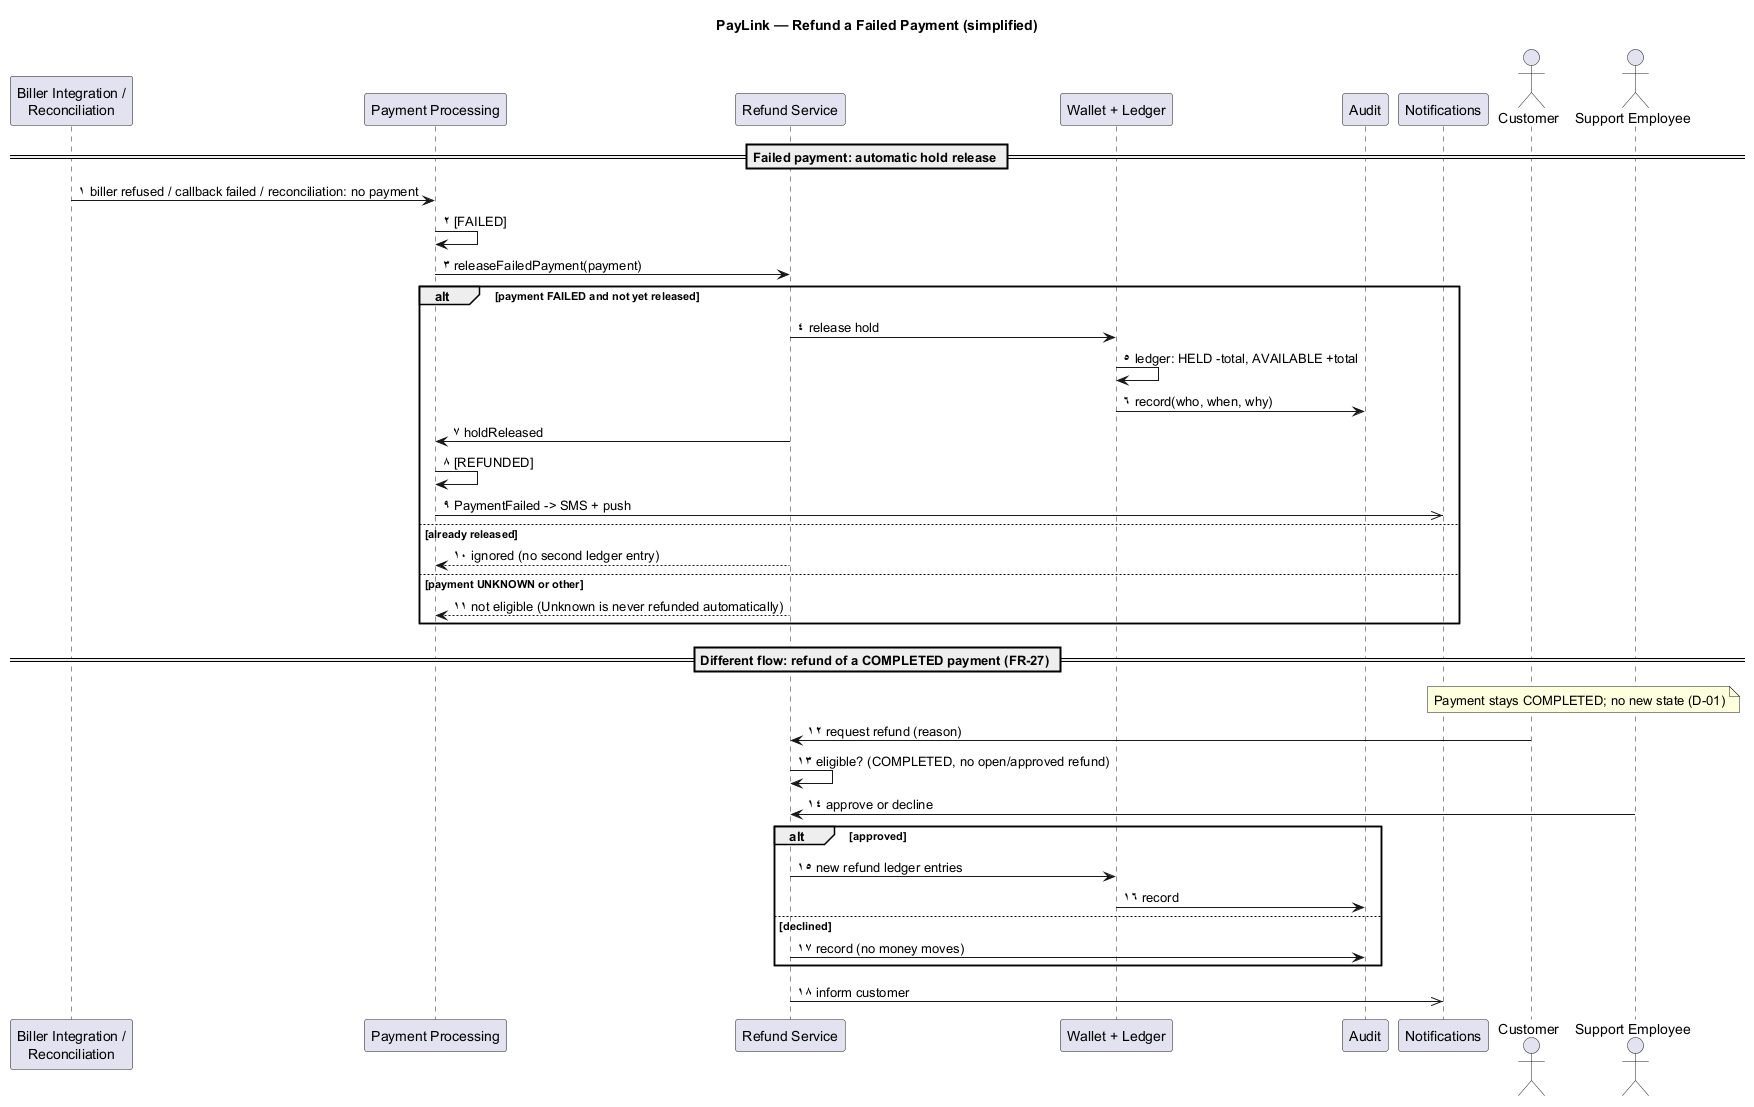 PayLink — Refund a Failed Payment (simplified)
Biller Integration /
Reconciliation
Payment Processing
Refund Service
Wallet + Ledger
Audit
Notifications
Customer
Support Employee
Failed payment: automatic hold release
١ biller refused / callback failed / reconciliation: no payment
٢ [FAILED]
٣ releaseFailedPayment(payment)
alt [payment FAILED and not yet released]
٤ release hold
٥ ledger: HELD -total, AVAILABLE +total
٦ record(who, when, why)
٧ holdReleased
٨ [REFUNDED]
٩ PaymentFailed -> SMS + push
[already released]
١٠ ignored (no second ledger entry)
[payment UNKNOWN or other]
١١ not eligible (Unknown is never refunded automatically)
Different flow: refund of a COMPLETED payment (FR-27)
Payment stays COMPLETED; no new state (D-01)
١٢ request refund (reason)
١٣ eligible? (COMPLETED, no open/approved refund)
١٤ approve or decline
alt [approved]
١٥ new refund ledger entries
١٦ record
[declined]
١٧ record (no money moves)
١٨ inform customer
Biller Integration /
Reconciliation
Payment Processing
Refund Service
Wallet + Ledger
Audit
Notifications
Customer
Support Employee